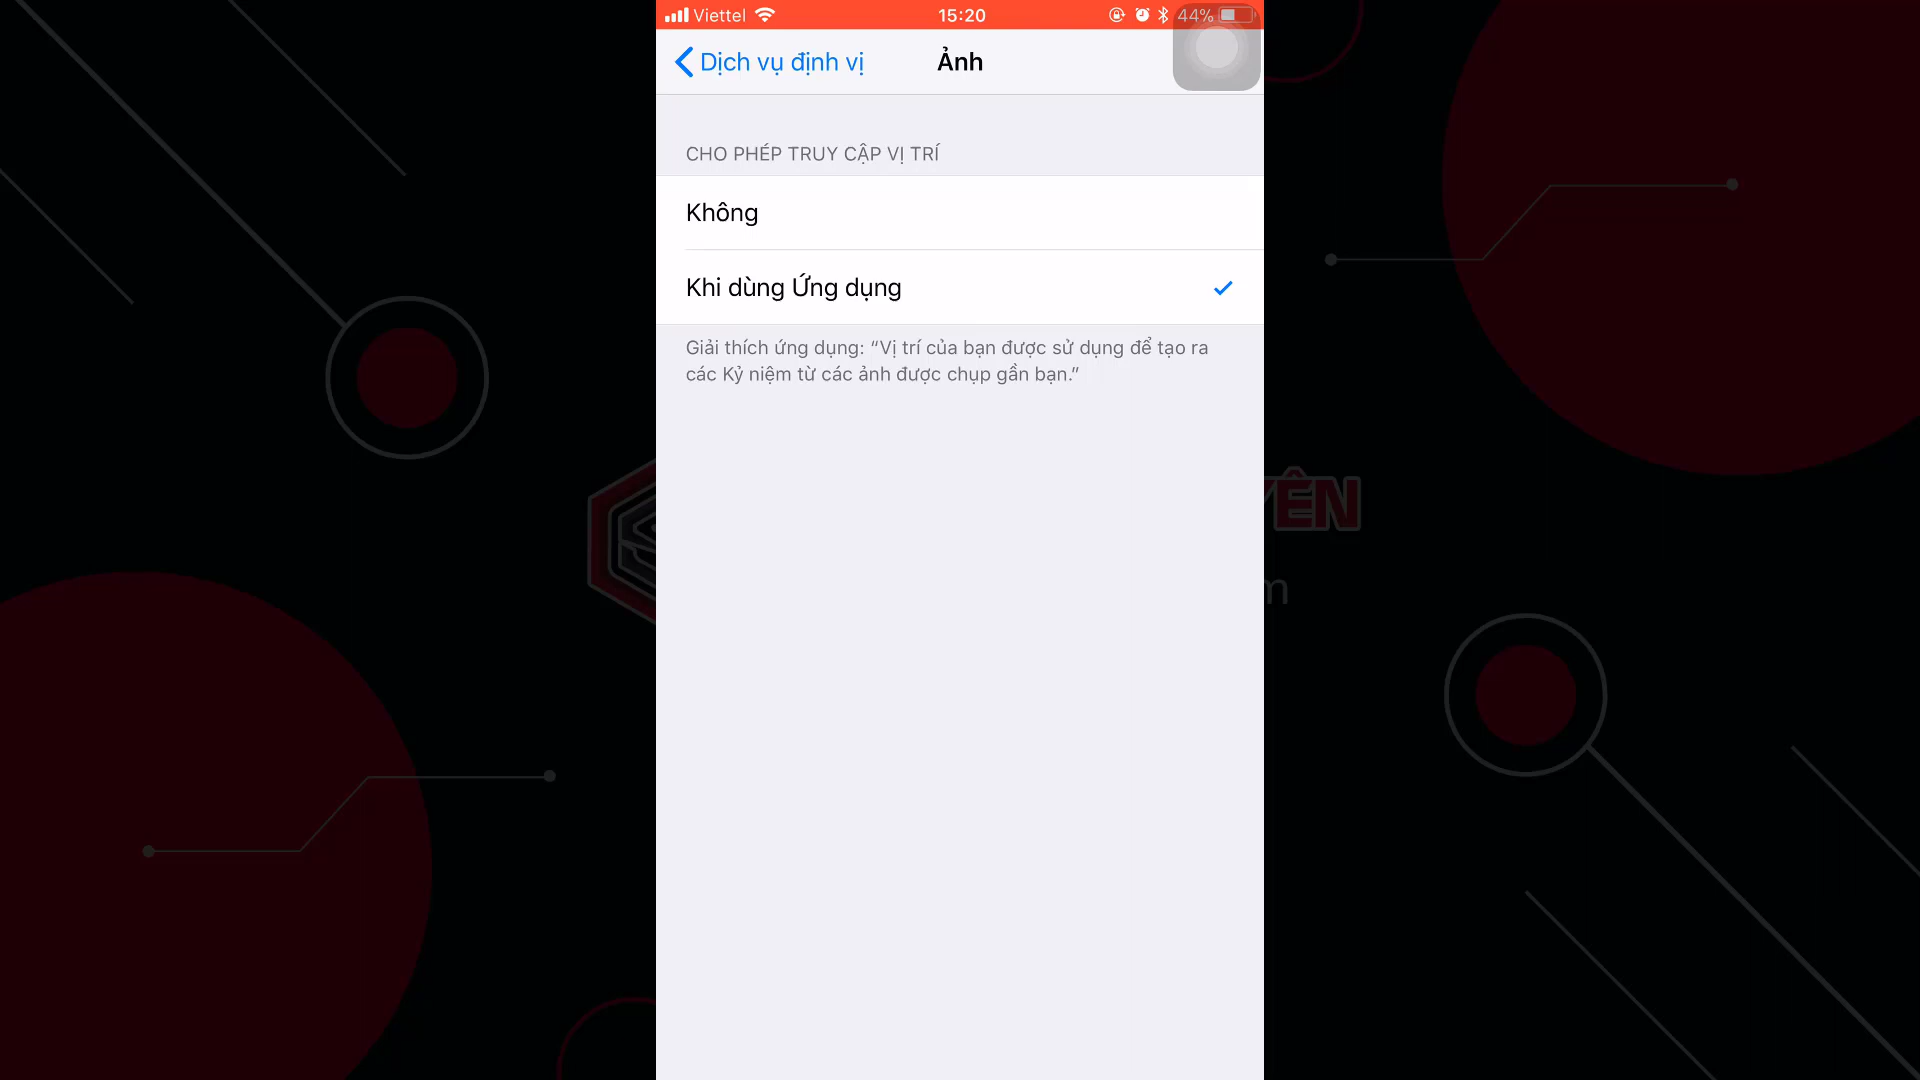 Viettel 15:20 44%
Dịch vụ định vị Ảnh
CHO PHÉP TRUY CẬP VỊ TRÍ
Không
Khi dùng Ứng dụng
Giải thích ứng dụng: “Vị trí của bạn được sử dụng để tạo ra
các Kỷ niệm từ các ảnh được chụp gần bạn.”
YÊN
m